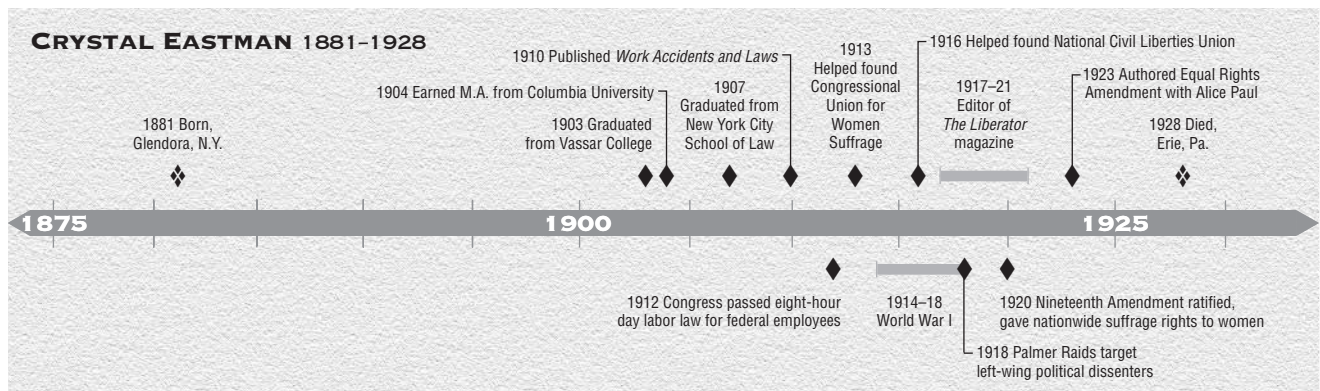 CRYSTAL EASTMAN 1881–1928
1881 Born,
Glendora, N.Y.
1903 Graduated
from Vassar College
1904 Earned M.A. from Columbia University
1907
Graduated from
New York City
School of Law
1910 Published Work Accidents and Laws
1913
Helped found
Congressional
Union for
Women
Suffrage
1916 Helped found National Civil Liberties Union
1917–21
Editor of
The Liberator
magazine
1923 Authored Equal Rights
Amendment with Alice Paul
1928 Died,
Erie, Pa.
1875
1900
1925
1912 Congress passed eight-hour
day labor law for federal employees
1914–18
World War I
1918 Palmer Raids target
left-wing political dissenters
1920 Nineteenth Amendment ratified,
gave nationwide suffrage rights to women